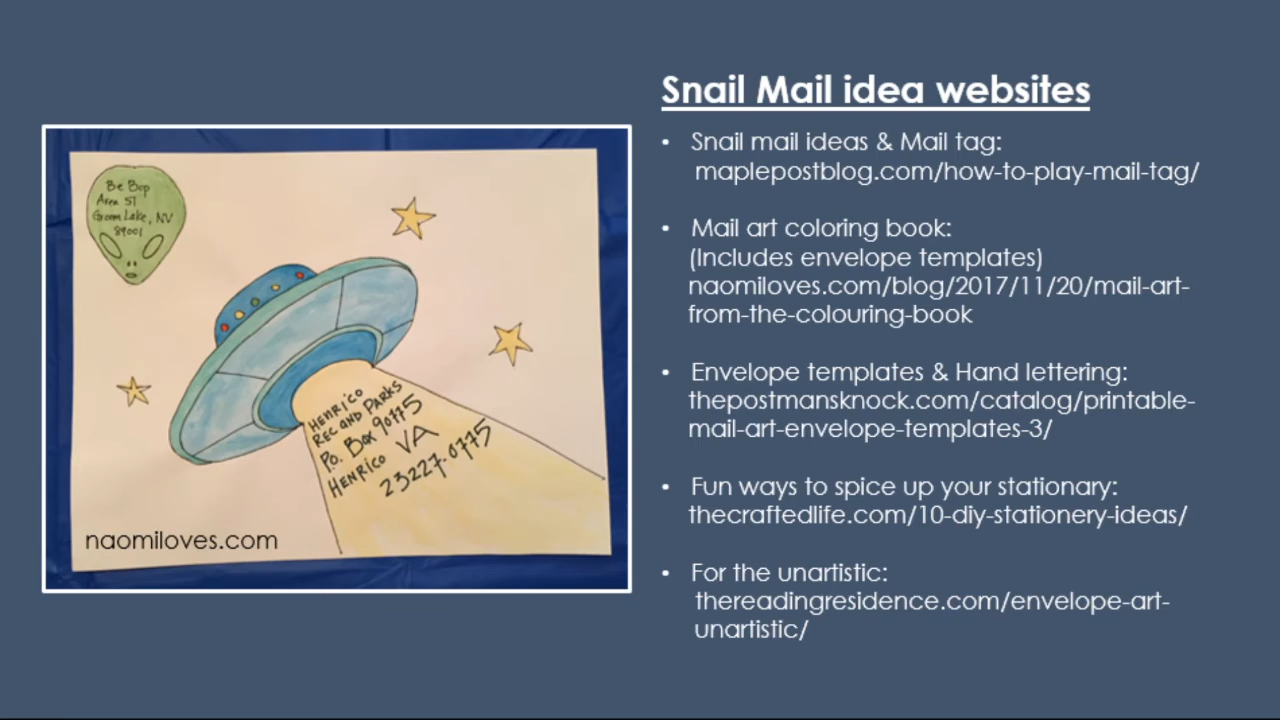 Snail Mail idea websites
• Snail mail ideas & Mail tag:
maplepostblog.com/how-to-play-mail-tag/
• Mail art coloring book:
(Includes envelope templates)
naomiloves.com/blog/2017/11/20/mail-art-
from-the-colouring-book
• Envelope templates & Hand lettering:
thepostmansknock.com/catalog/printable-
mail-art-envelope-templates-3/
• Fun ways to spice up your stationary:
thecraftedlife.com/10-diy-stationery-ideas/
• For the unartistic:
thereadingresidence.com/envelope-art-
unartistic/
Be Bop
Area 51
Groom Lake, NV
89001
HENRICO
REC AND PARKS
P.O. Box 90775
HENRICO VA
23227-0775
naomiloves.com